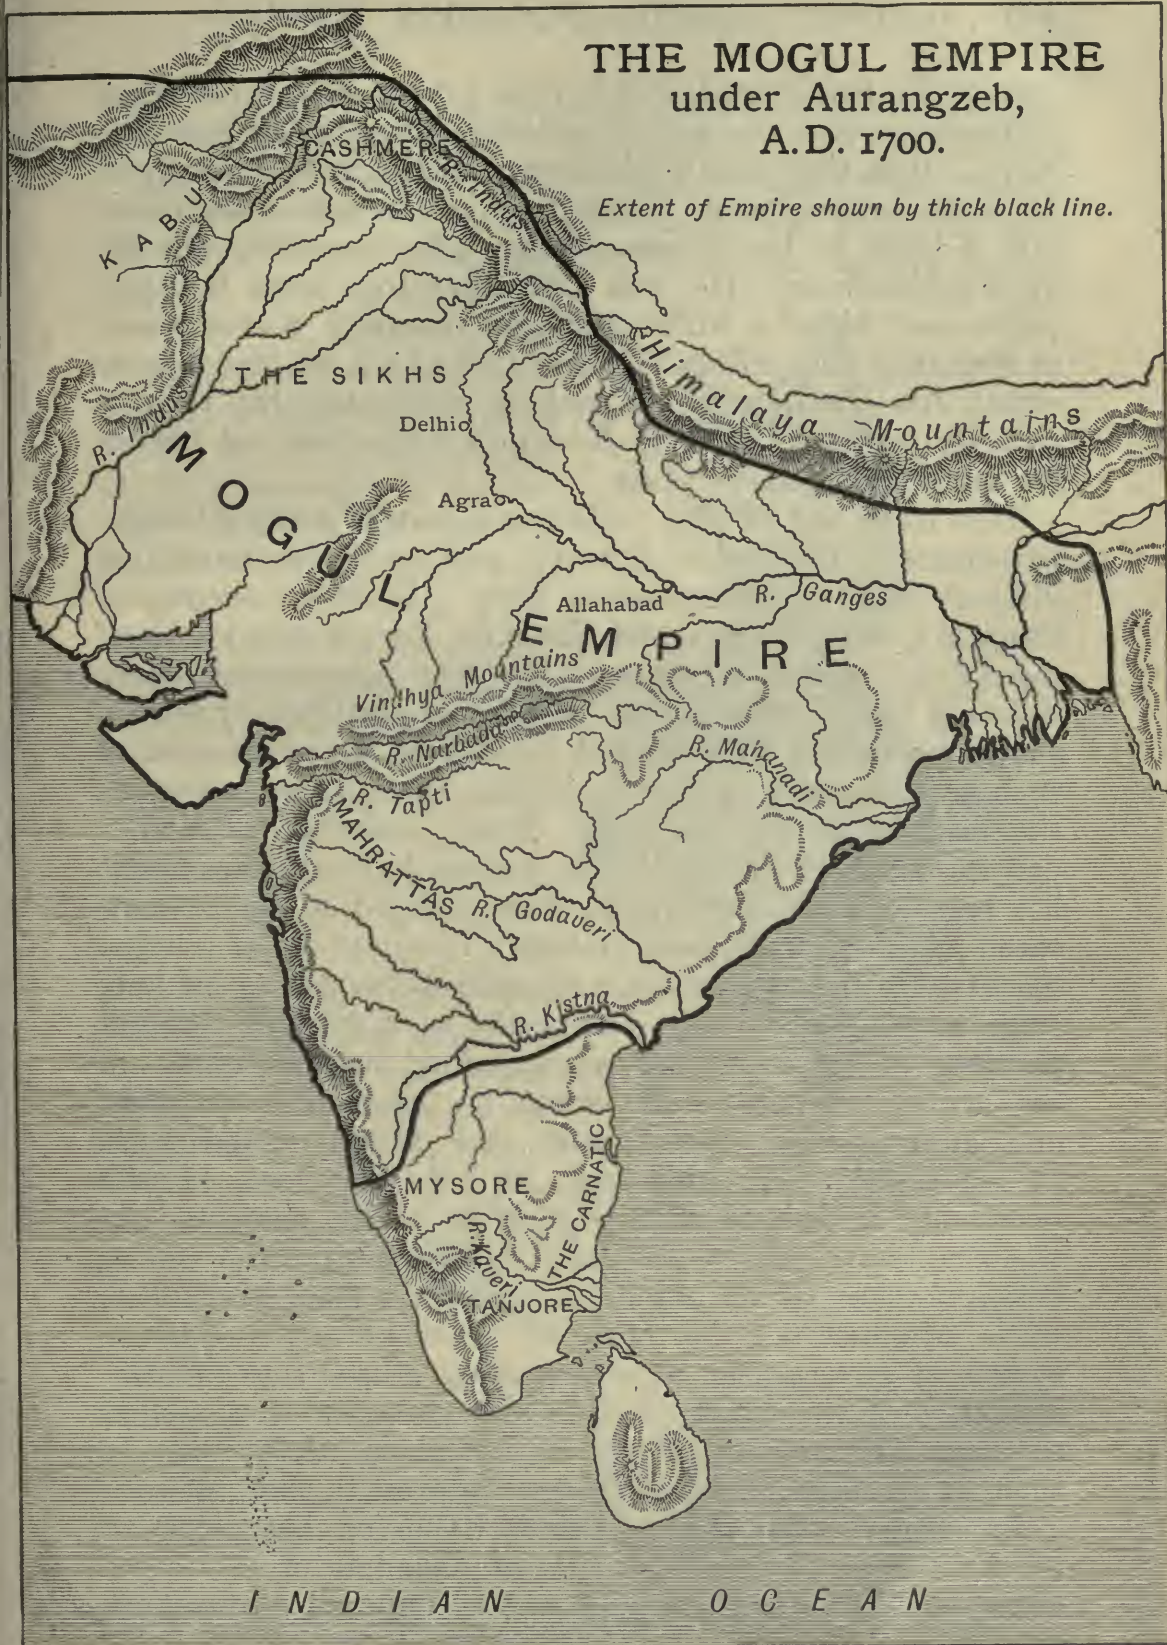 THE MOGUL EMPIRE
under Aurangzeb,
A.D. 1700.
Extent of Empire shown by thick black line.
CASHMERE
R. Indus
KABUL
Himalaya Mountains
THE SIKHS
Delhi
R. Indus
MOGUL EMPIRE
Agra
Allahabad
R. Ganges
Vindhya Mountains
R. Narbada
R. Mahanadi
R. Tapti
MAHRATTAS
R. Godaveri
R. Kistna
THE CARNATIC
MYSORE
R. Kaveri
TANJORE
INDIAN OCEAN